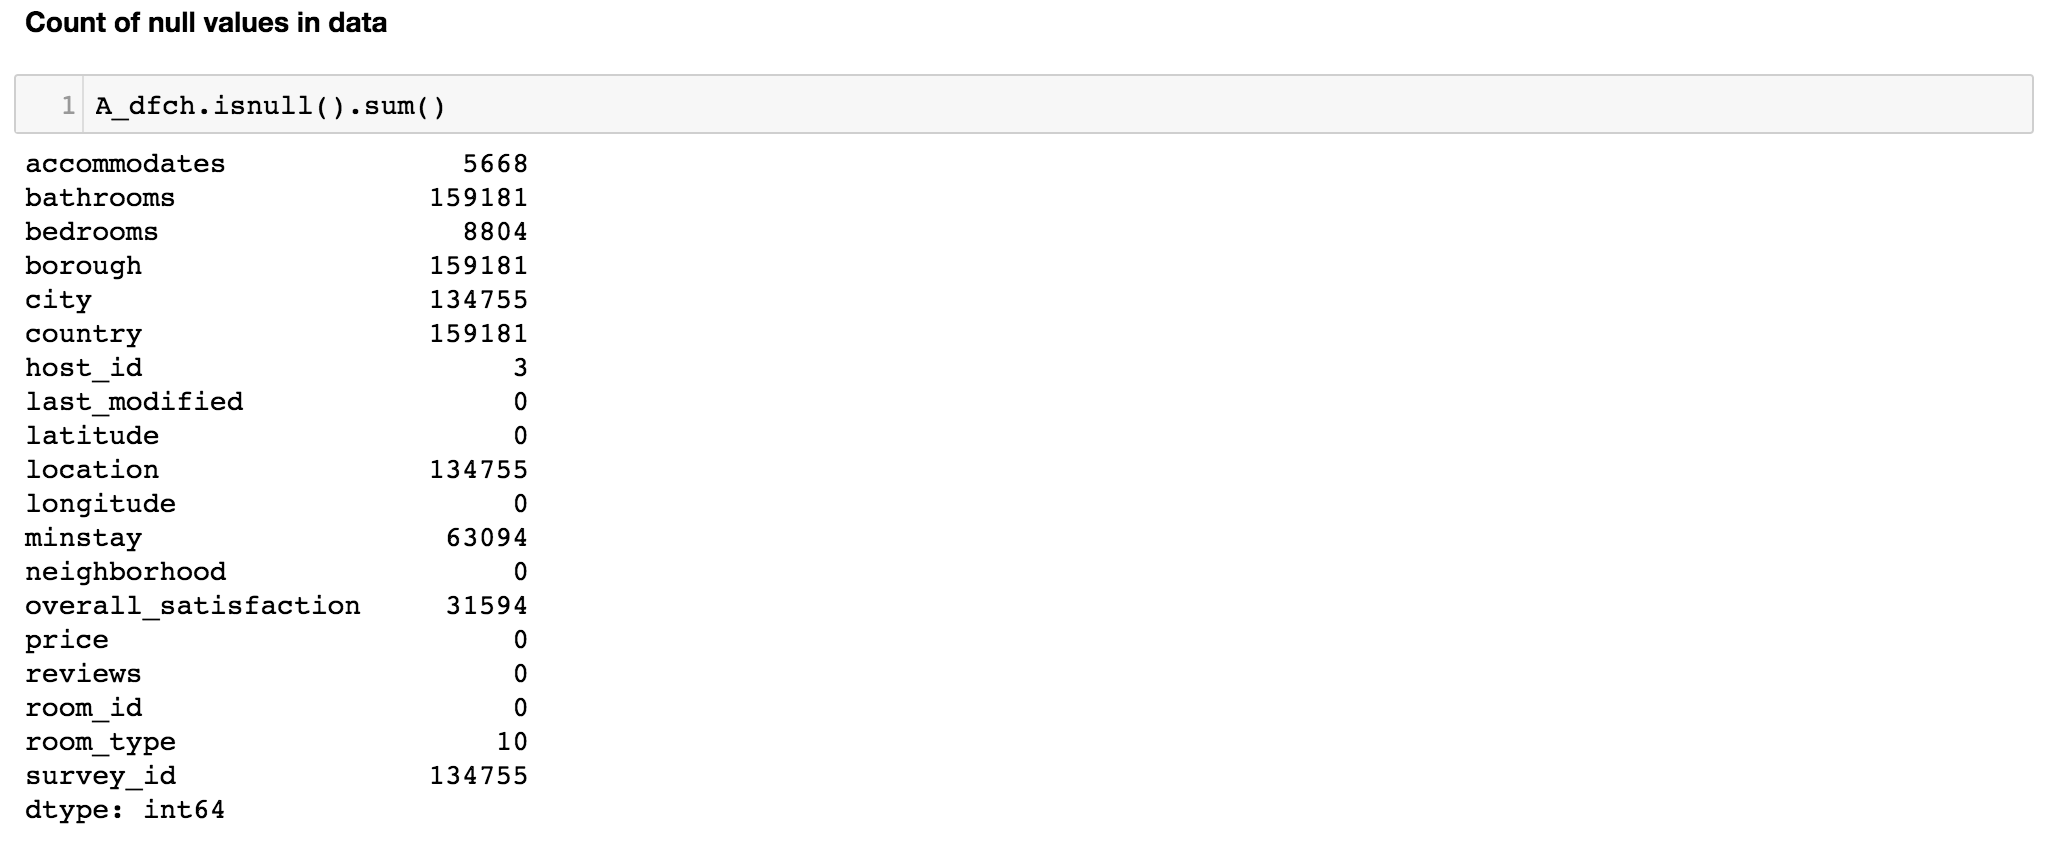 Count of null values in data
1 A_dfch.isnull().sum()
accommodates 5668
bathrooms 159181
bedrooms 8804
borough 159181
city 134755
country 159181
host_id 3
last_modified 0
latitude 0
location 134755
longitude 0
minstay 63094
neighborhood 0
overall_satisfaction 31594
price 0
reviews 0
room_id 0
room_type 10
survey_id 134755
dtype: int64